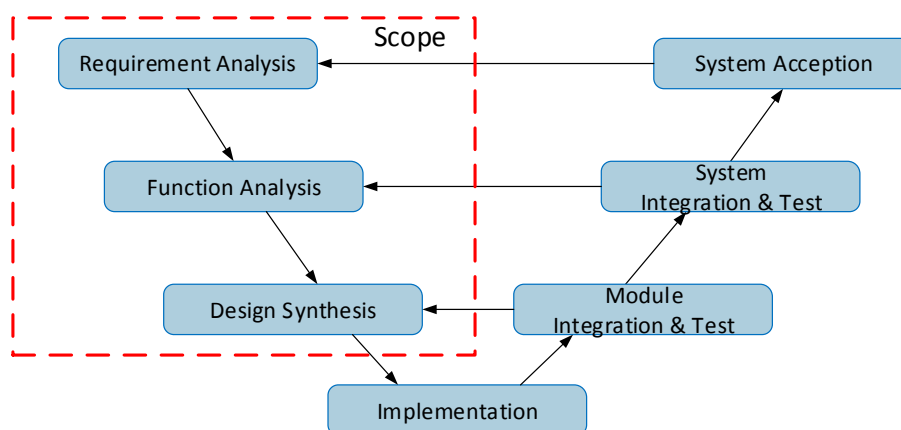 Scope
Requirement Analysis
System Acception
Function Analysis
System
Integration & Test
Design Synthesis
Module
Integration & Test
Implementation